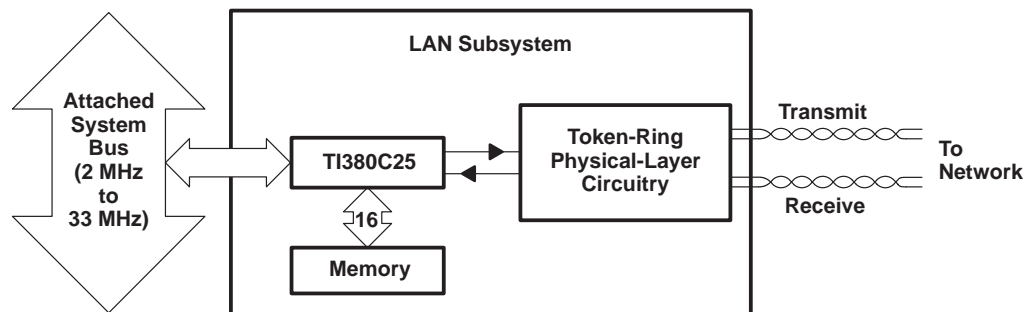 LAN Subsystem
Attached
System
Bus
(2 MHz
to
33 MHz)
TI380C25
16
Memory
Token-Ring
Physical-Layer
Circuitry
Transmit
Receive
To
Network